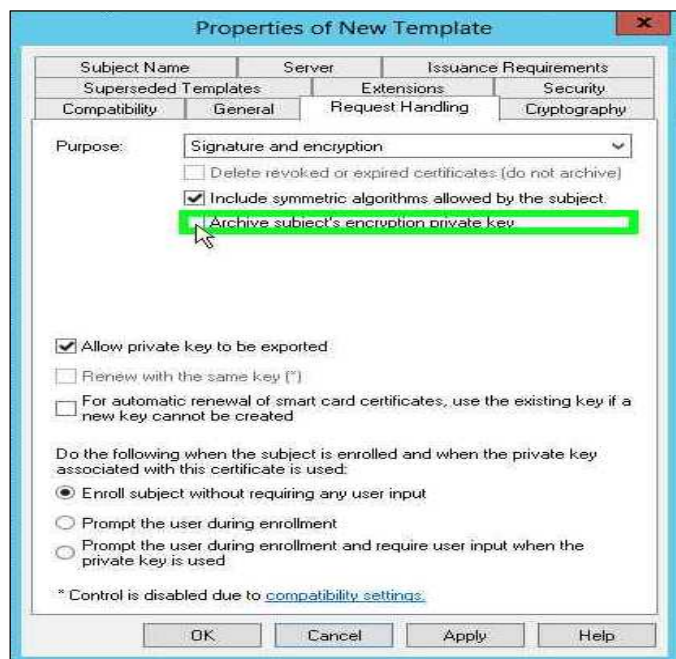 Properties of New Template
x
Subject Name Server Issuance Requirements
Superseded Templates Extensions Security
Compatibility General Request Handling Cryptography
Purpose: Signature and encryption
Delete revoked or expired certificates (do not archive)
Include symmetric algorithms allowed by the subject.
Archive subject's encryption private key
Allow private key to be exported
Renew with the same key (*)
For automatic renewal of smart card certificates, use the existing key if a
new key cannot be created
Do the following when the subject is enrolled and when the private key
associated with this certificate is used:
Enroll subject without requiring any user input
Prompt the user during enrollment
Prompt the user during enrollment and require user input when the
private key is used
* Control is disabled due to compatibility settings.
OK Cancel Apply Help